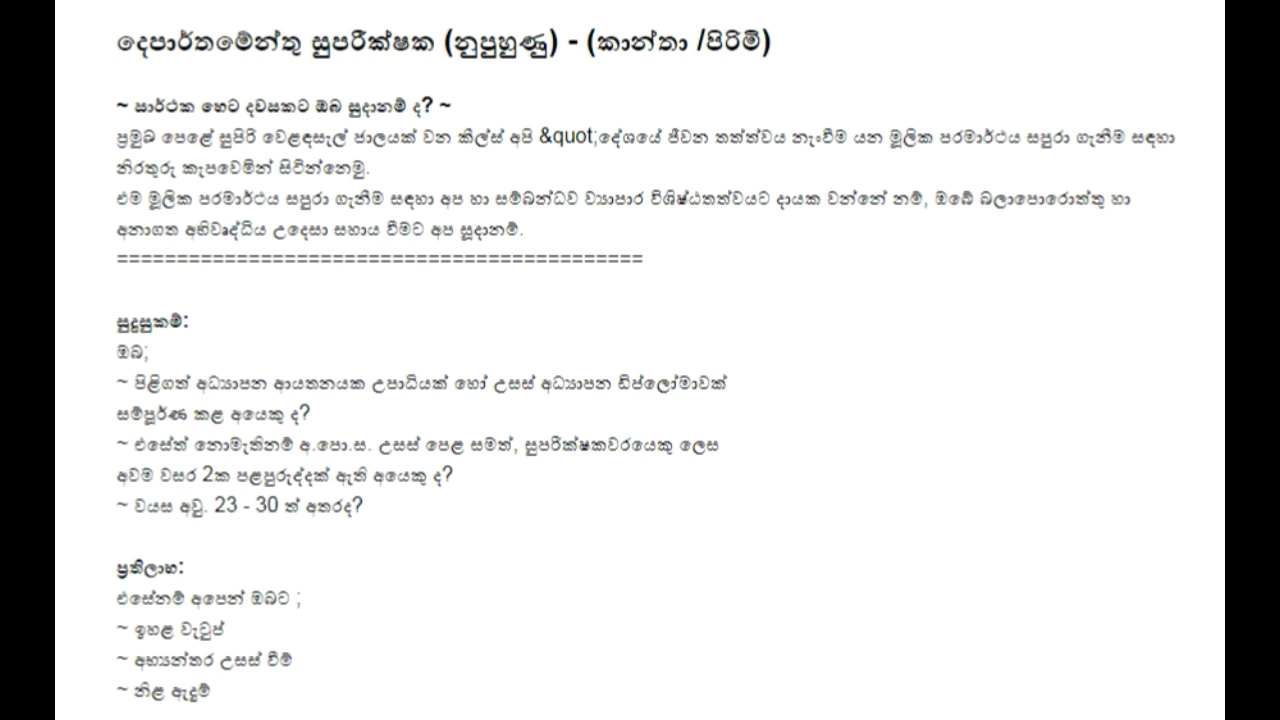 දෙපාර්තමේන්තු සුපරීක්ෂක (නුපුහුණු) - (කාන්තා /පිරිමි)
~ සාර්ථක හෙට දවසකට ඔබ සුදානම් ද? ~
ප්‍රමුඛ පෙළේ සුපිරි වෙළඳසැල් ජාලයක් වන කීල්ස් අපි &quot;දේශයේ ජීවන තත්ත්වය නැංවීම යන මූලික පරමාර්ථය සපුරා ගැනීම සඳහා
නිරතුරු කැපවෙමින් සිටින්නෙමු.
එම මූලික පරමාර්ථය සපුරා ගැනීම සඳහා අප හා සම්බන්ධව ව්‍යාපාර විශිෂ්ඨතත්වයට දායක වන්නේ නම්, ඔබේ බලාපොරොත්තු හා
අනාගත අභිවෘද්ධිය උදෙසා සහාය වීමට අප සූදානම්.
============================================
සුදුසුකම්:
ඔබ;
~ පිළිගත් අධ්‍යාපන ආයතනයක උපාධියක් හෝ උසස් අධ්‍යාපන ඩිප්ලෝමාවක්
සම්පූර්ණ කළ අයෙකු ද?
~ එසේත් නොමැතිනම් අ.පො.ස. උසස් පෙළ සමත්, සුපරීක්ෂකවරයෙකු ලෙස
අවම වසර 2ක පළපුරුද්දක් ඇති අයෙකු ද?
~ වයස අවු. 23 - 30 ත් අතරද?
ප්‍රතිලාභ:
එසේනම් අපෙන් ඔබට ;
~ ඉහළ වැටුප්
~ අභ්‍යන්තර උසස් වීම්
~ නිළ ඇදුම්